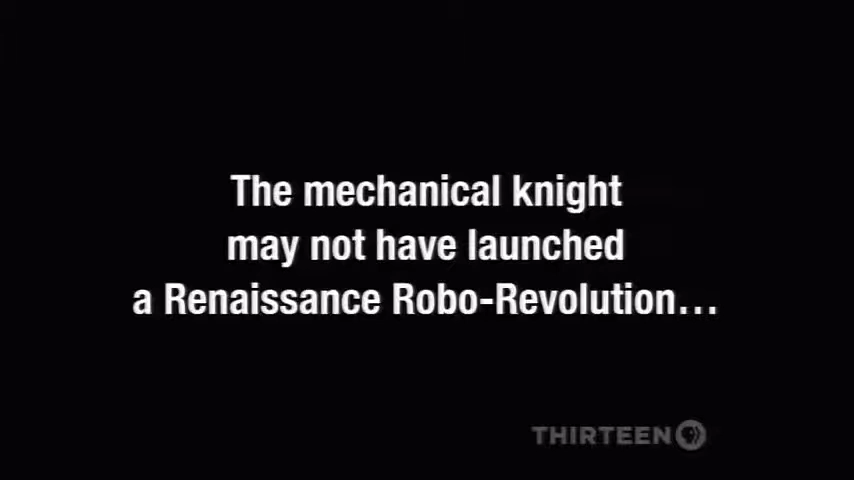 The mechanical knight
may not have launched
a Renaissance Robo-Revolution...
THIRTEEN